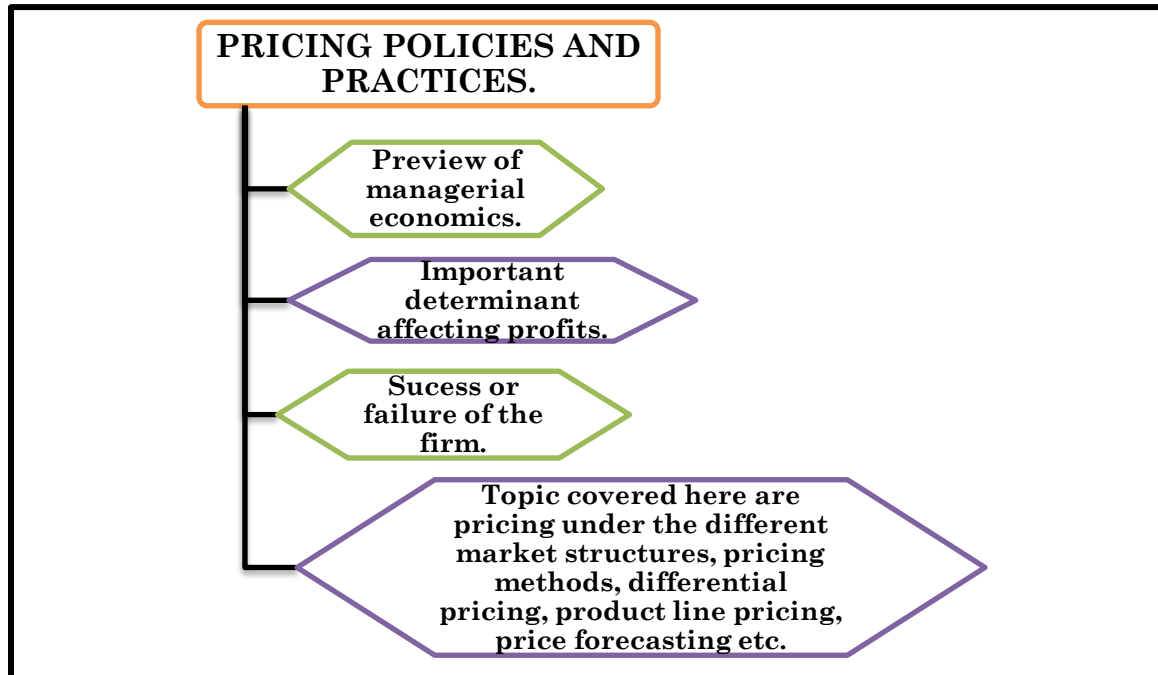 PRICING POLICIES AND
PRACTICES.
Preview of
managerial
economics.
Important
determinant
affecting profits.
Sucess or
failure of the
firm.
Topic covered here are
pricing under the different
market structures, pricing
methods, differential
pricing, product line pricing,
price forecasting etc.